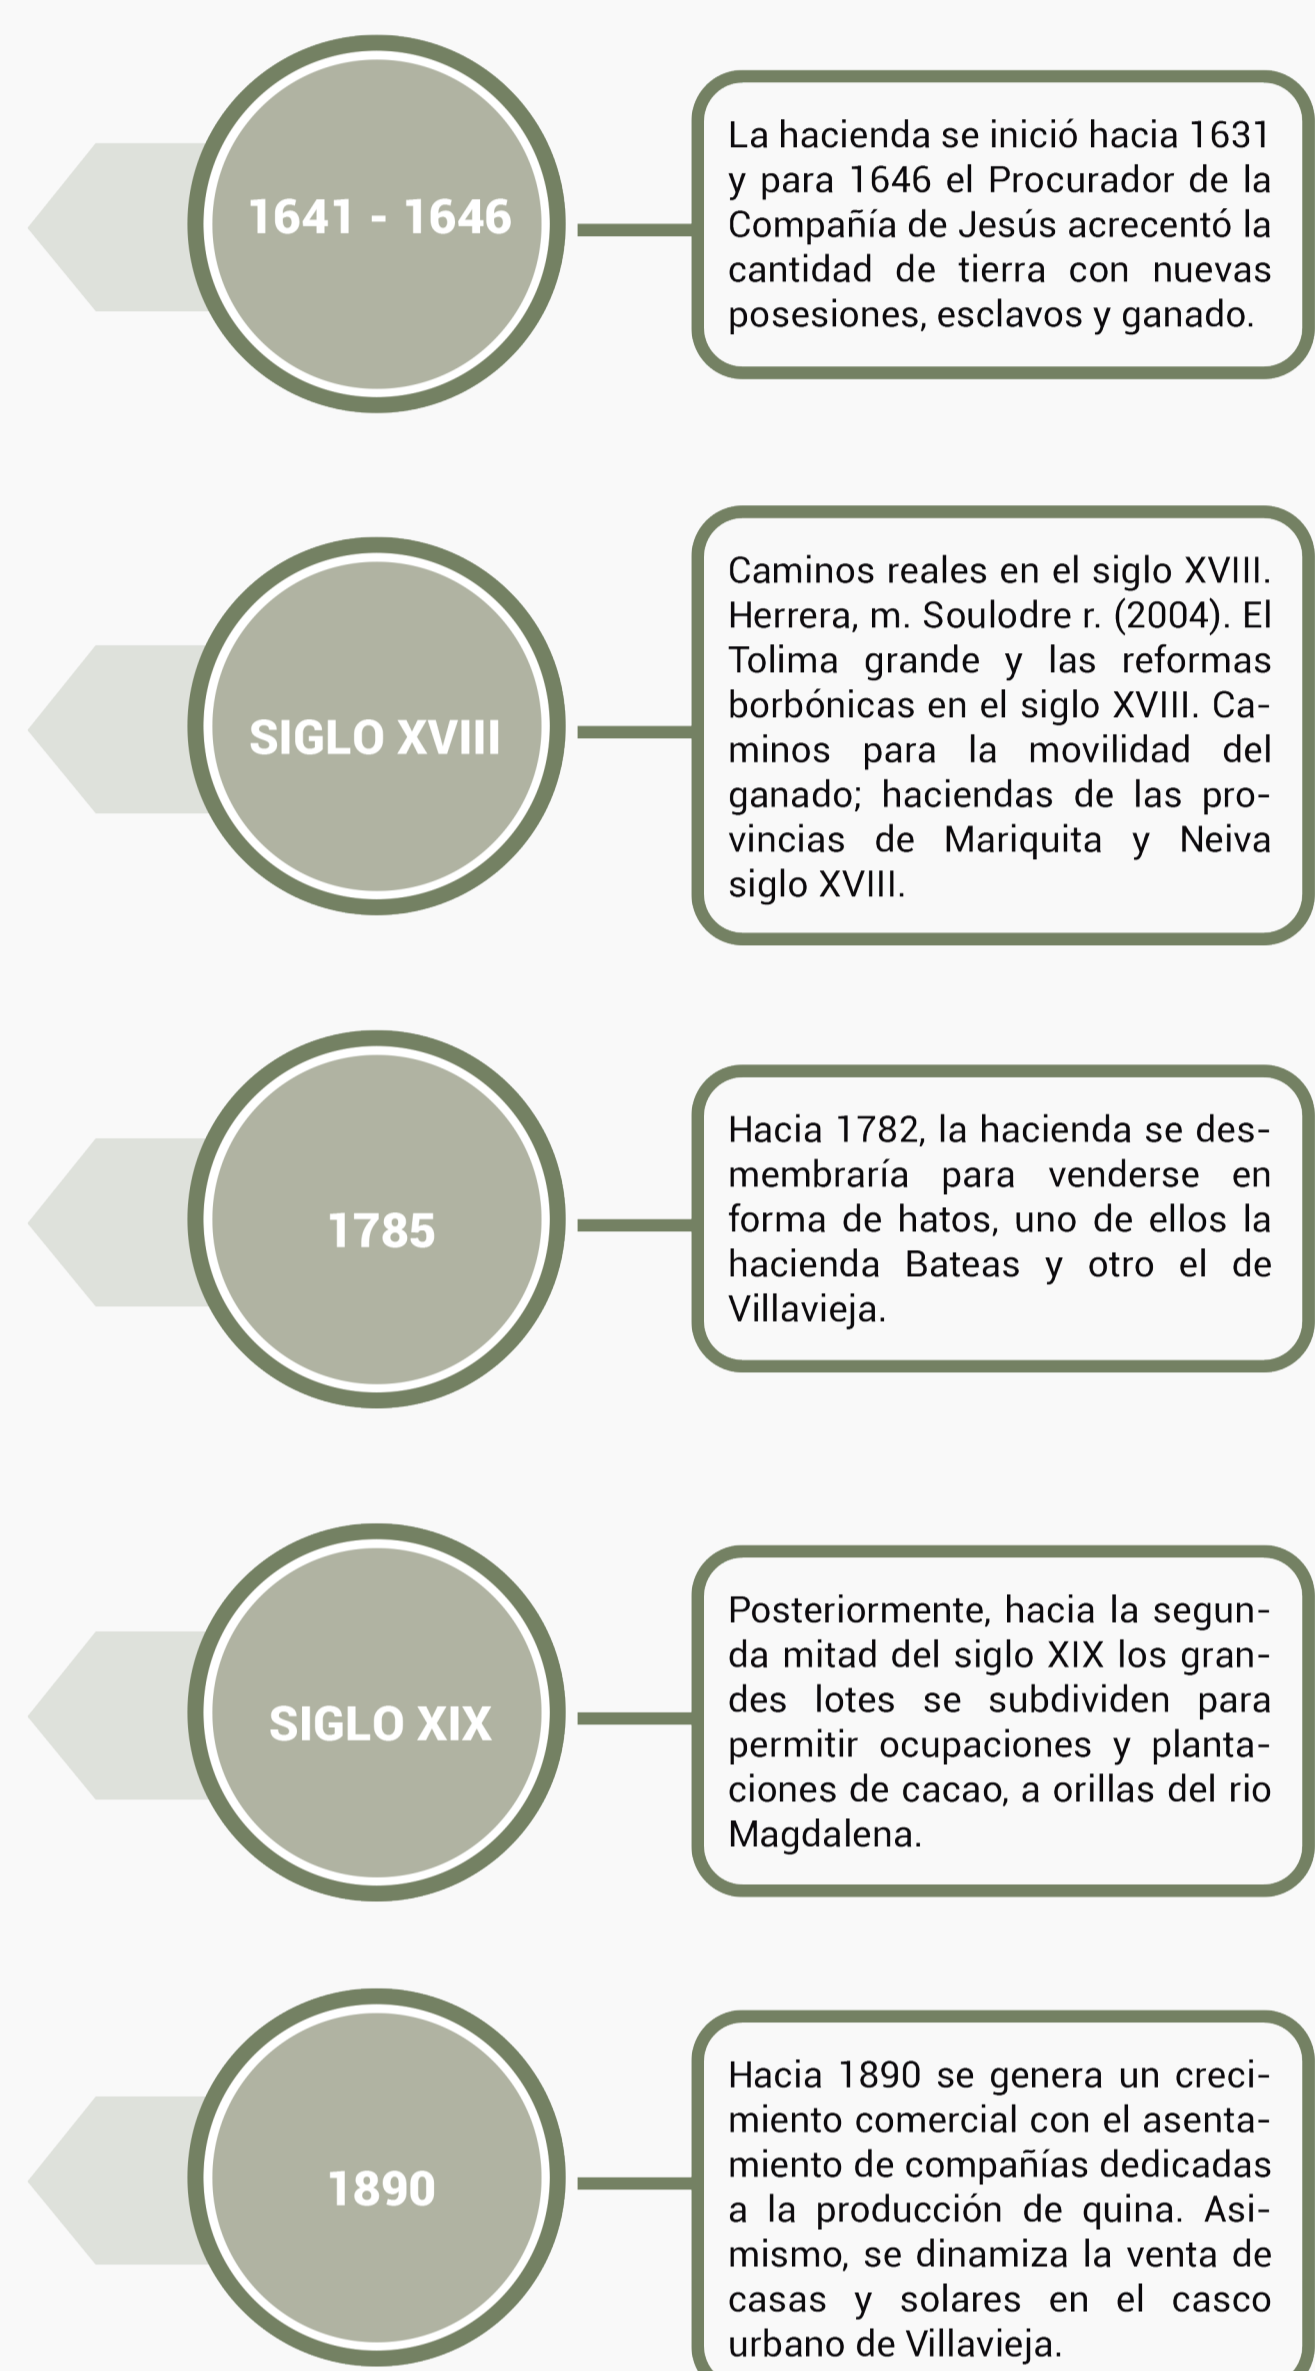 1641 - 1646
La hacienda se inició hacia 1631
y para 1646 el Procurador de la
Compañía de Jesús acrecentó la
cantidad de tierra con nuevas
posesiones, esclavos y ganado.
SIGLO XVIII
Caminos reales en el siglo XVIII.
Herrera, m. Soulodre r. (2004). El
Tolima grande y las reformas
borbónicas en el siglo XVIII. Ca-
minos para la movilidad del
ganado; haciendas de las pro-
vincias de Mariquita y Neiva
siglo XVIII.
1785
Hacia 1782, la hacienda se des-
membraría para venderse en
forma de hatos, uno de ellos la
hacienda Bateas y otro el de
Villavieja.
SIGLO XIX
Posteriormente, hacia la segun-
da mitad del siglo XIX los gran-
des lotes se subdividen para
permitir ocupaciones y planta-
ciones de cacao, a orillas del rio
Magdalena.
1890
Hacia 1890 se genera un creci-
miento comercial con el asenta-
miento de compañías dedicadas
a la producción de quina. Asi-
mismo, se dinamiza la venta de
casas y solares en el casco
urbano de Villavieja.